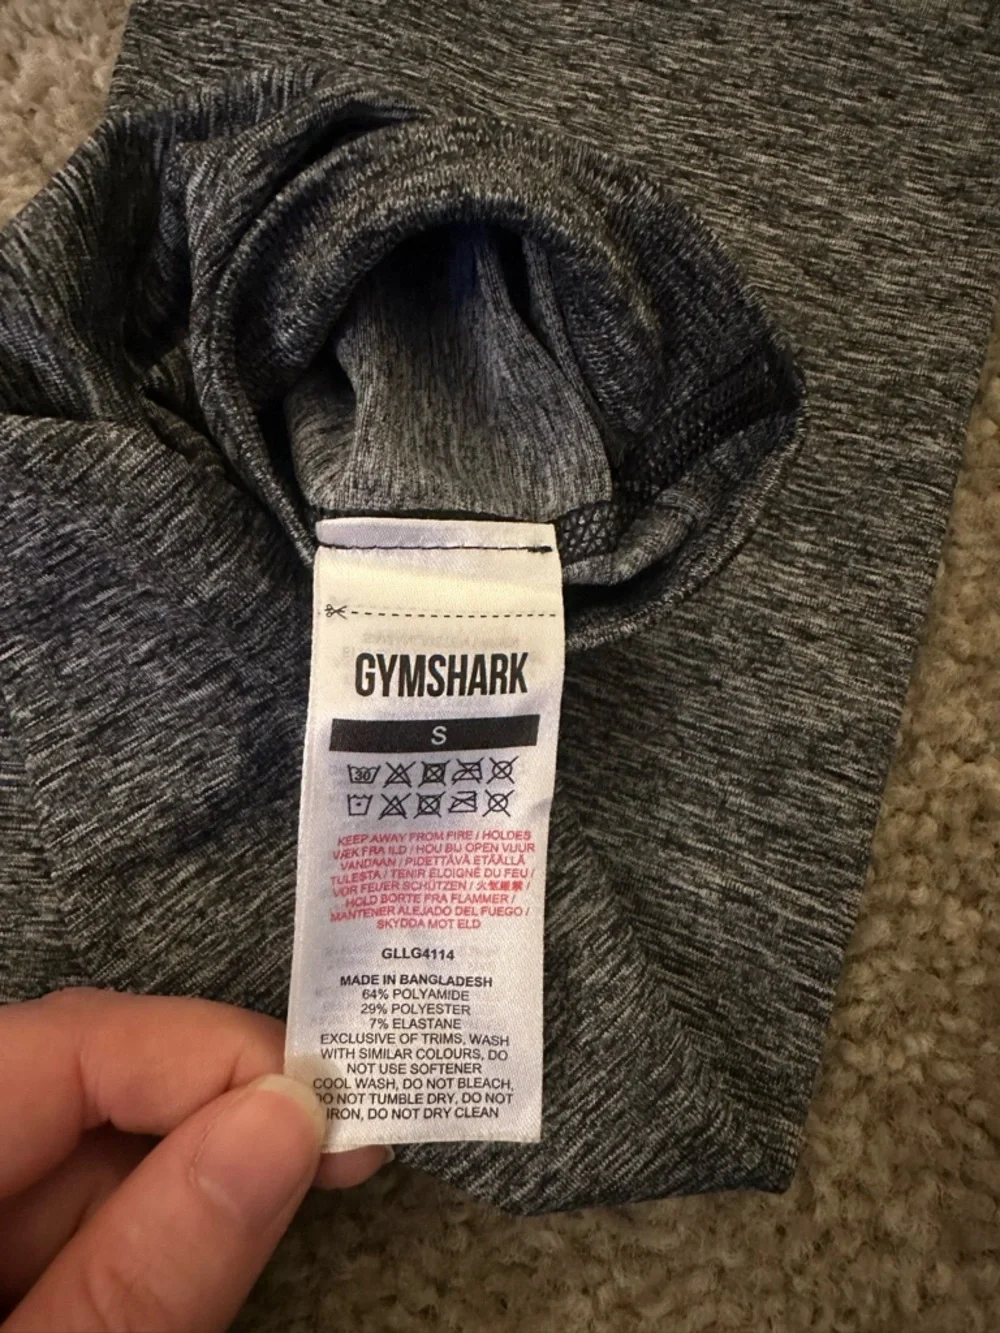 GYMSHARK
S
30
KEEP AWAY FROM FIRE / HOLDES
VÆK FRA ILD / HOU BIJ OPEN VUUR
VANDAAN / PIDETTÄVÄ ETÄÄLLÄ
TULESTA / TENIR ÉLOIGNÉ DU FEU /
VOR FEUER SCHÜTZEN / 火気厳禁 /
HOLD BORTE FRA FLAMMER /
MANTENER ALEJADO DEL FUEGO /
SKYDDA MOT ELD
GLLG4114
MADE IN BANGLADESH
64% POLYAMIDE
29% POLYESTER
7% ELASTANE
EXCLUSIVE OF TRIMS, WASH
WITH SIMILAR COLOURS, DO
NOT USE SOFTENER
COOL WASH, DO NOT BLEACH,
DO NOT TUMBLE DRY, DO NOT
IRON, DO NOT DRY CLEAN